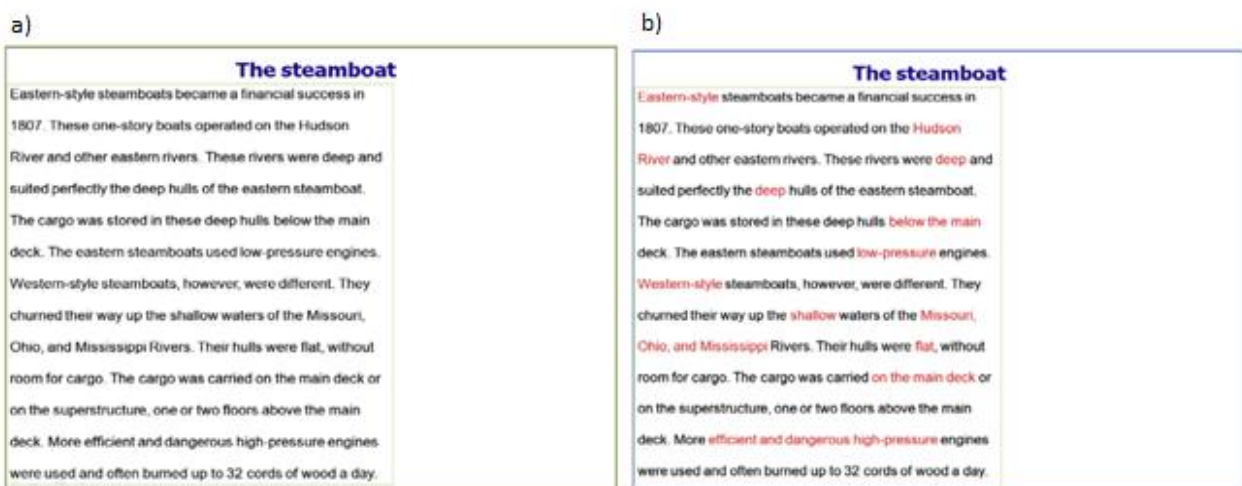 a)
The steamboat
Eastern-style steamboats became a financial success in
1807. These one-story boats operated on the Hudson
River and other eastern rivers. These rivers were deep and
suited perfectly the deep hulls of the eastern steamboat.
The cargo was stored in these deep hulls below the main
deck. The eastern steamboats used low-pressure engines.
Western-style steamboats, however, were different. They
churned their way up the shallow waters of the Missouri,
Ohio, and Mississippi Rivers. Their hulls were flat, without
room for cargo. The cargo was carried on the main deck or
on the superstructure, one or two floors above the main
deck. More efficient and dangerous high-pressure engines
were used and often burned up to 32 cords of wood a day.
b)
The steamboat
Eastern-style steamboats became a financial success in
1807. These one-story boats operated on the Hudson
River and other eastern rivers. These rivers were deep and
suited perfectly the deep hulls of the eastern steamboat.
The cargo was stored in these deep hulls below the main
deck. The eastern steamboats used low-pressure engines.
Western-style steamboats, however, were different. They
churned their way up the shallow waters of the Missouri,
Ohio, and Mississippi Rivers. Their hulls were flat, without
room for cargo. The cargo was carried on the main deck or
on the superstructure, one or two floors above the main
deck. More efficient and dangerous high-pressure engines
were used and often burned up to 32 cords of wood a day.